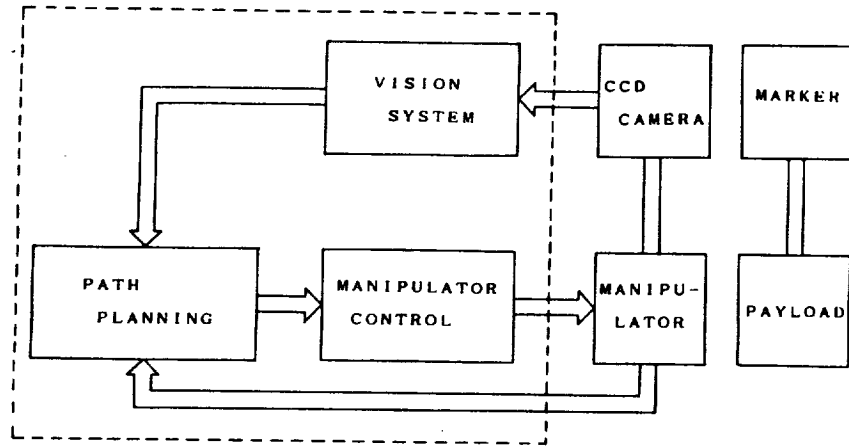 VISION
SYSTEM
CCD
CAMERA
MARKER
PATH
PLANNING
MANIPULATOR
CONTROL
MANIPU-
LATOR
PAYLOAD